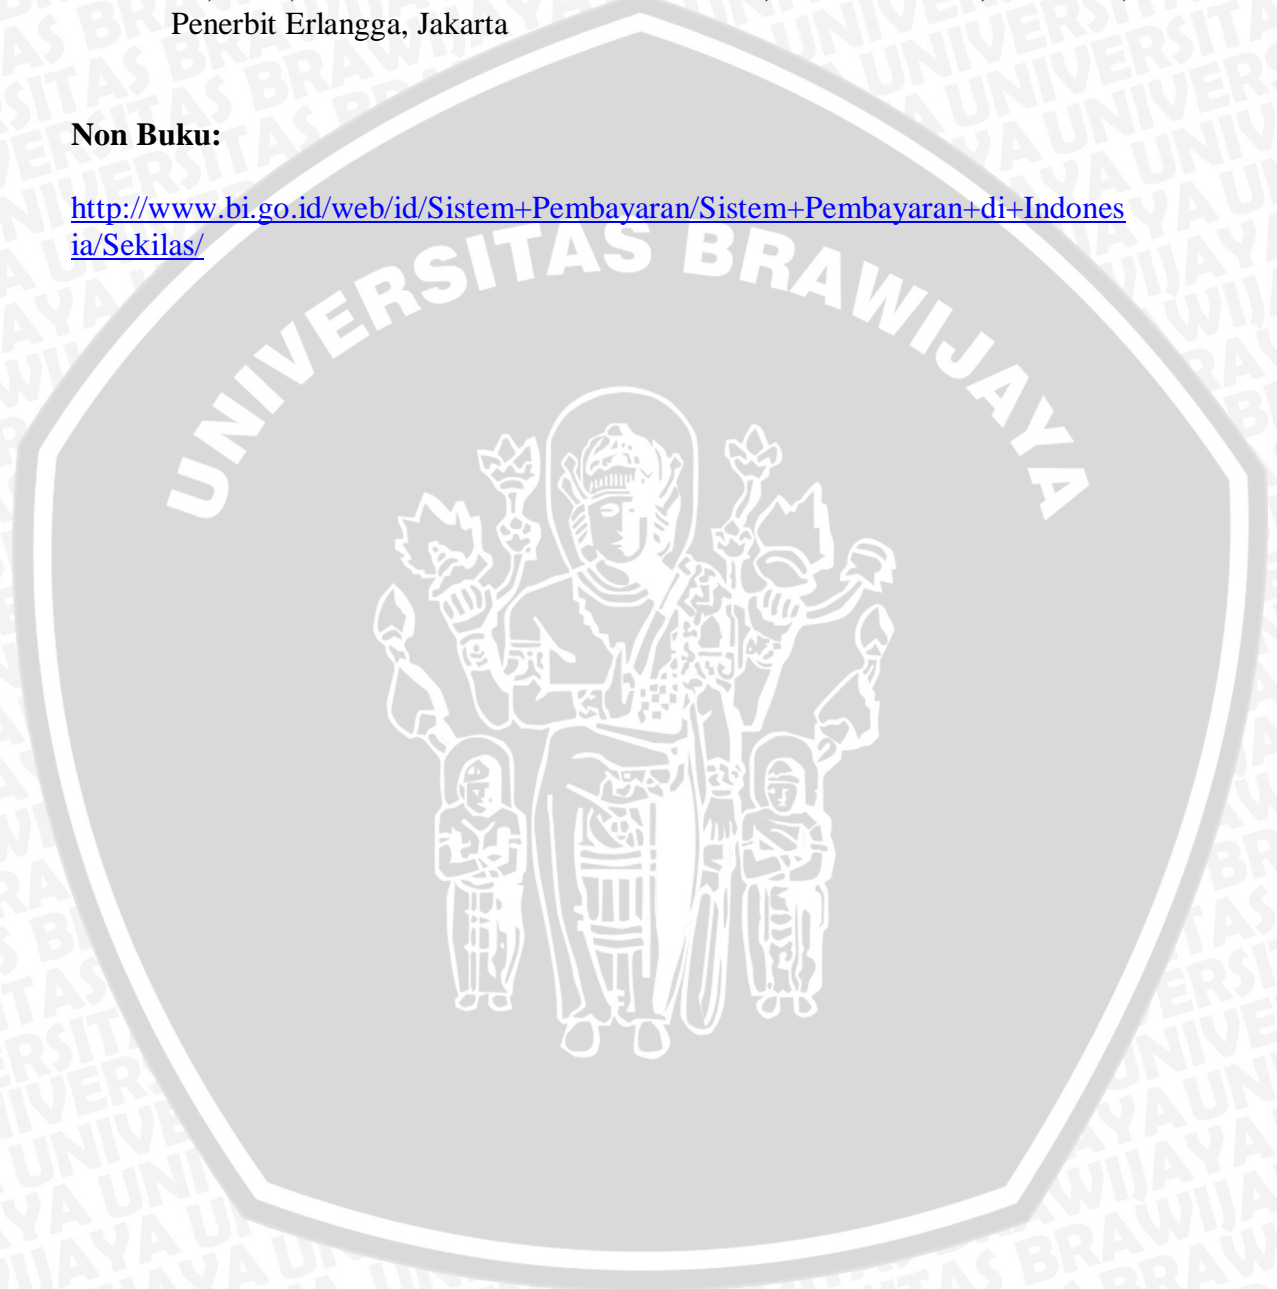 Penerbit Erlangga, Jakarta
Non Buku:
http://www.bi.go.id/web/id/Sistem+Pembayaran/Sistem+Pembayaran+di+Indones
ia/Sekilas/
UNIVERSITAS BRAWIJAYA